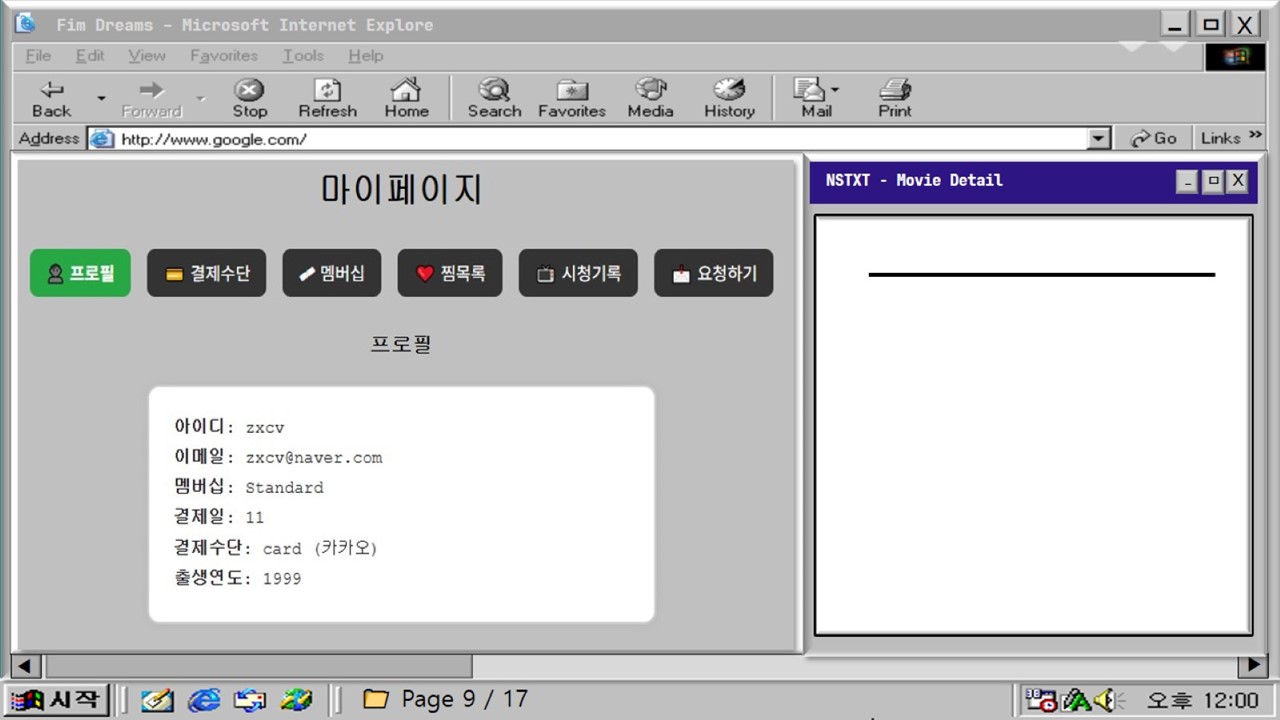 Fim Dreams - Microsoft Internet Explore
File Edit View Favorites Tools Help
Back Forward Stop Refresh Home Search Favorites Media History Mail Print
Address http://www.google.com/ Go Links »
마이페이지
프로필 결제수단 멤버십 찜목록 시청기록 요청하기
프로필
아이디: zxcv
이메일: zxcv@naver.com
멤버십: Standard
결제일: 11
결제수단: card (카카오)
출생연도: 1999
NSTXT - Movie Detail
시작 Page 9 / 17 오후 12:00